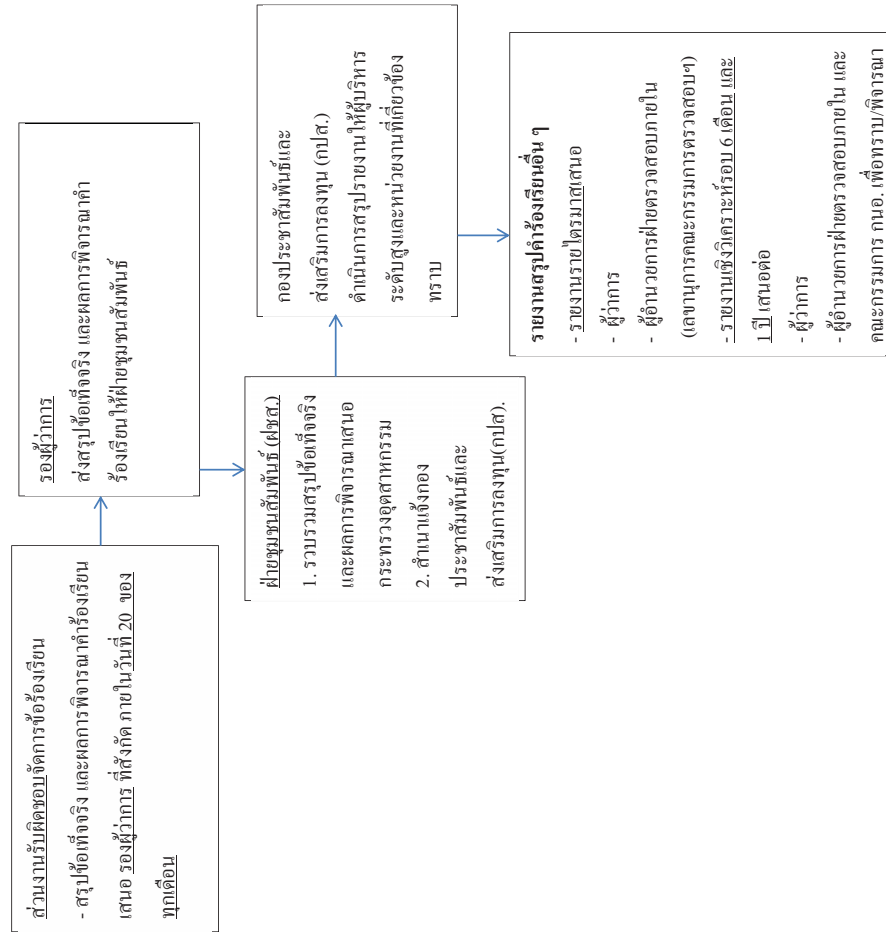 ส่วนงานรับผิดชอบจัดการข้อร้องเรียน
- สรุปข้อเท็จจริง และผลการพิจารณาคำร้องเรียน
เสนอ รองผู้ว่าการ ที่สังกัด ภายในวันที่ 20 ของ
ทุกเดือน
รองผู้ว่าการ
ส่งสรุปข้อเท็จจริง และผลการพิจารณาคำ
ร้องเรียนให้ฝ่ายชุมชนสัมพันธ์
ฝ่ายชุมชนสัมพันธ์ (ฝชส.)
1. รวบรวมสรุปข้อเท็จจริง
และผลการพิจารณาเสนอ
กระทรวงอุตสาหกรรม
2. สำเนาแจ้งกอง
ประชาสัมพันธ์และ
ส่งเสริมการลงทุน(กปส).
กองประชาสัมพันธ์และ
ส่งเสริมการลงทุน (กปส.)
ดำเนินการสรุปรายงานให้ผู้บริหาร
ระดับสูงและหน่วยงานที่เกี่ยวข้อง
ทราบ
รายงานสรุปคำร้องเรียนอื่น ๆ
- รายงานรายไตรมาสเสนอ
- ผู้ว่าการ
- ผู้อำนวยการฝ่ายตรวจสอบภายใน
(เลขานุการคณะกรรมการตรวจสอบฯ)
- รายงานเชิงวิเคราะห์รอบ 6 เดือน และ
1 ปี เสนอต่อ
- ผู้ว่าการ
- ผู้อำนวยการฝ่ายตรวจสอบภายใน และ
คณะกรรมการ กนอ. เพื่อทราบ/พิจารณา